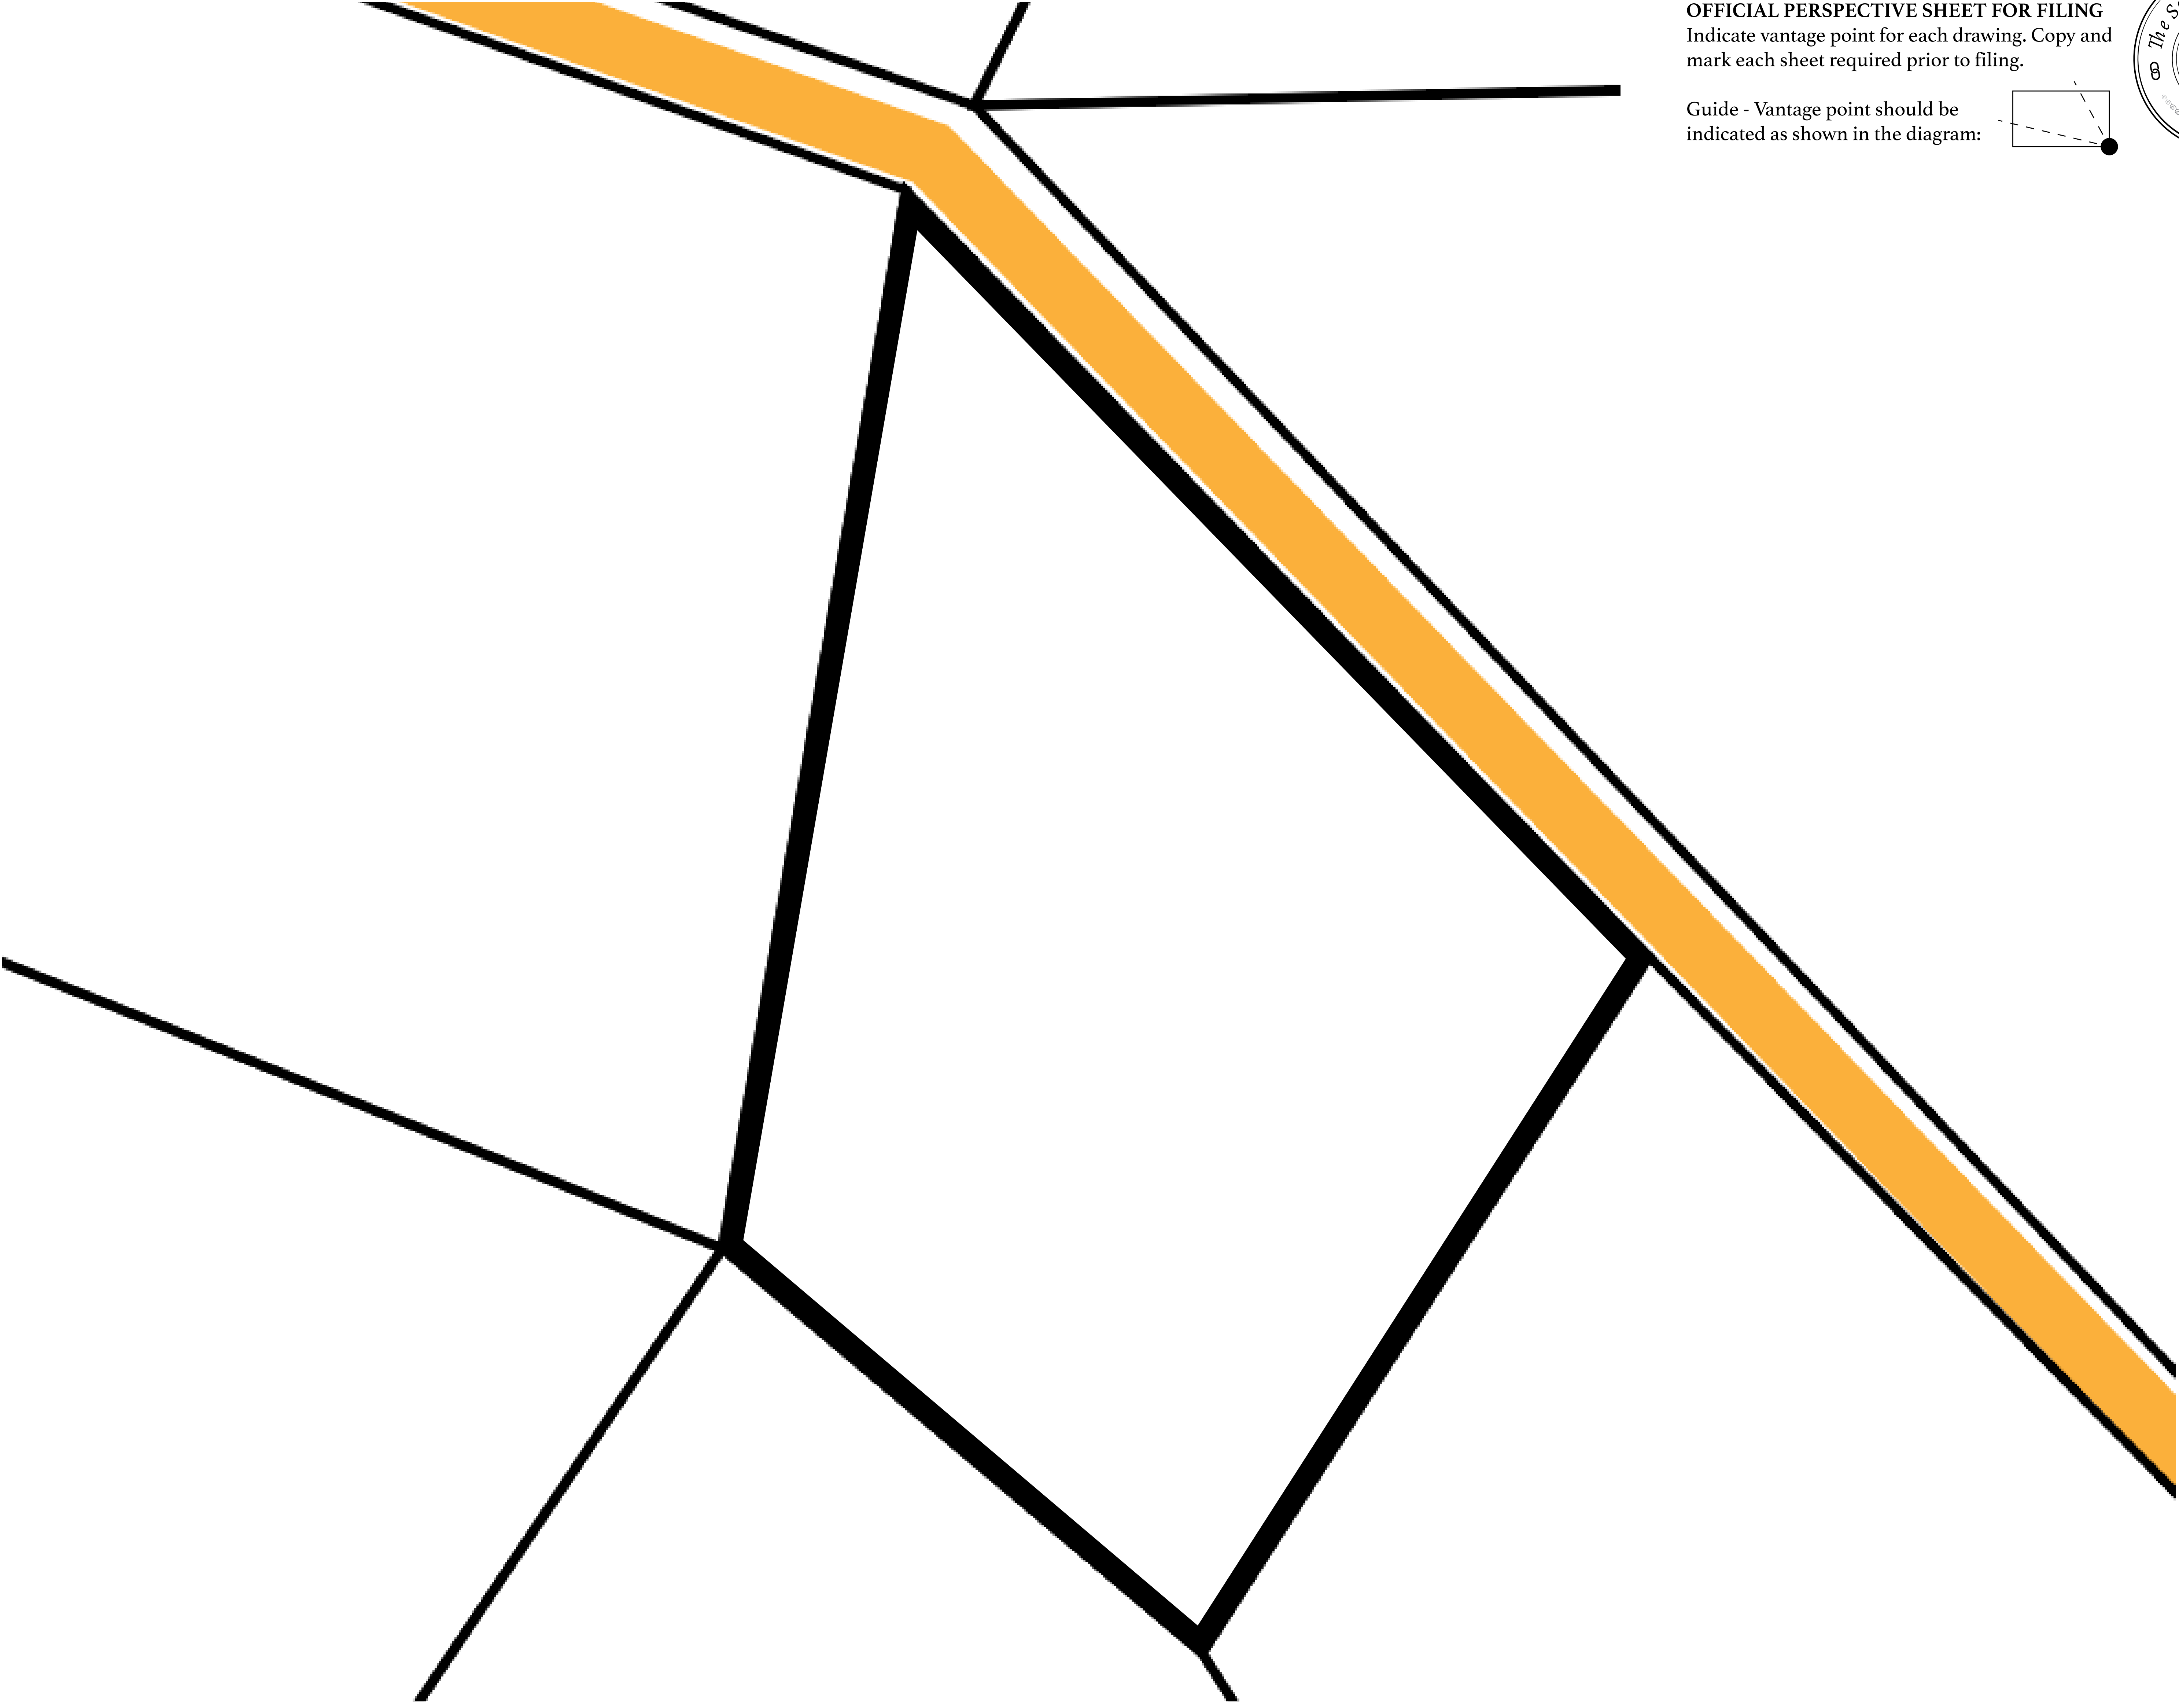 OFFICIAL PERSPECTIVE SHEET FOR FILING
Indicate vantage point for each drawing. Copy and
mark each sheet required prior to filing.
Guide - Vantage point should be
indicated as shown in the diagram:
The S